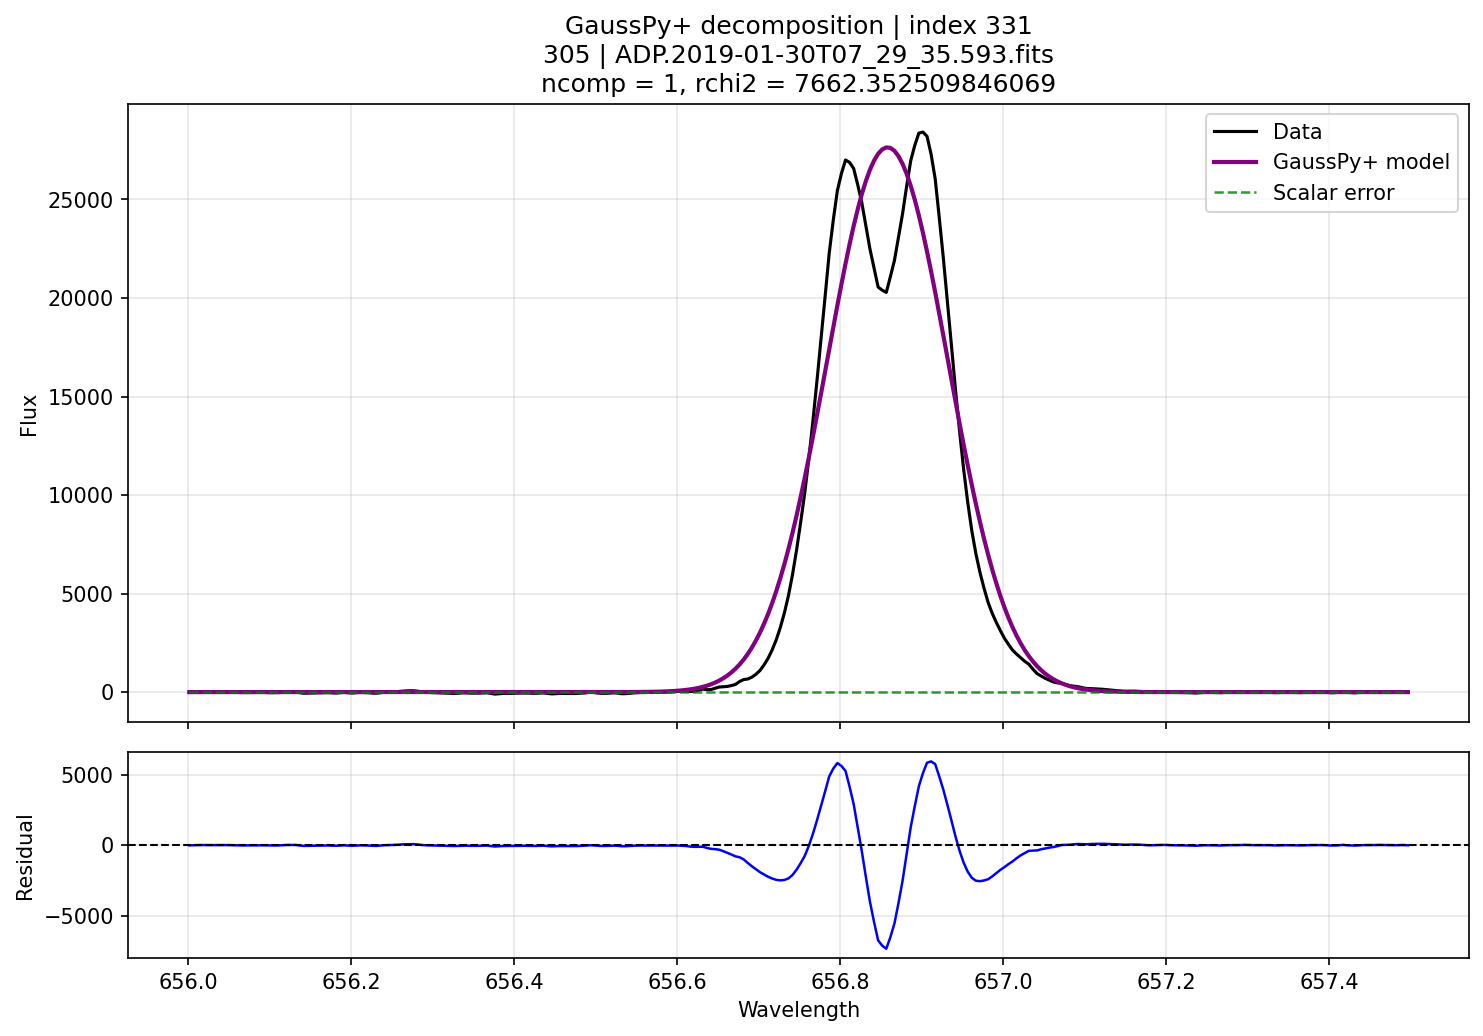 GaussPy+ decomposition | index 331
305 | ADP.2019-01-30T07_29_35.593.fits
ncomp = 1, rchi2 = 7662.352509846069
Data
GaussPy+ model
Scalar error
Flux
25000
20000
15000
10000
5000
0
Residual
5000
0
−5000
656.0 656.2 656.4 656.6 656.8 657.0 657.2 657.4
Wavelength